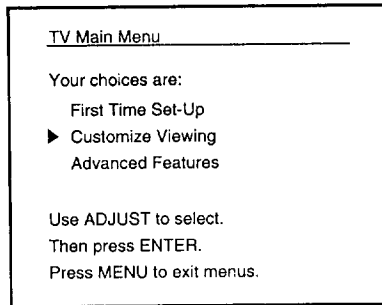 TV Main Menu
Your choices are:
First Time Set-Up
Customize Viewing
Advanced Features
Use ADJUST to select.
Then press ENTER.
Press MENU to exit menus.